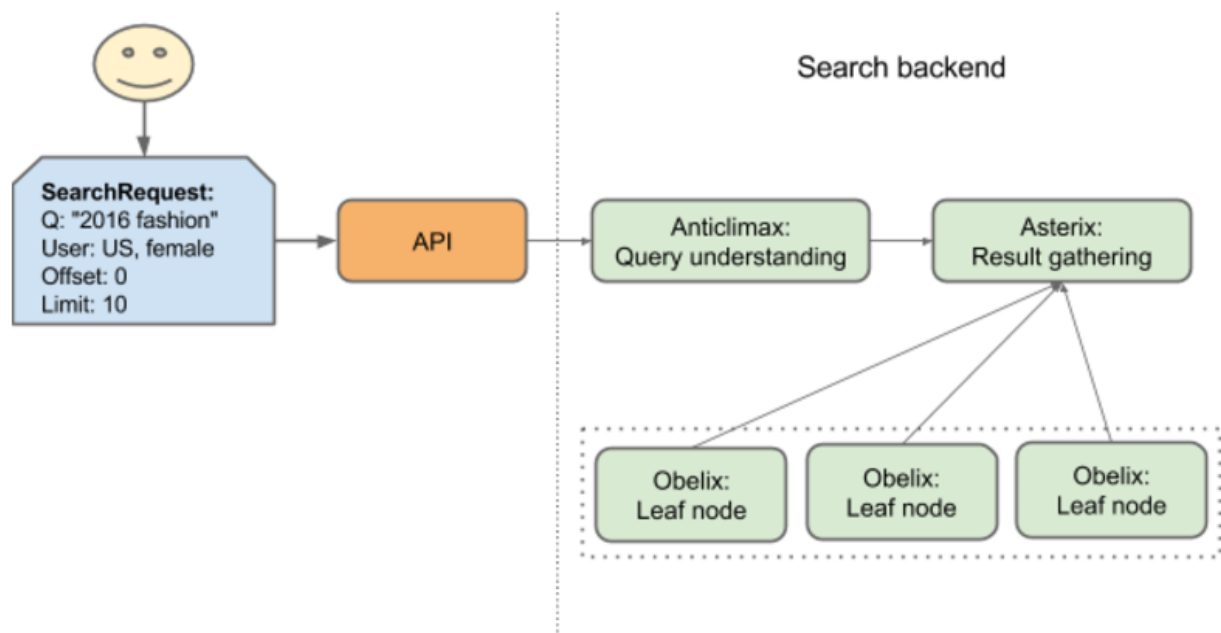 Search backend
SearchRequest:
Q: "2016 fashion"
User: US, female
Offset: 0
Limit: 10
API
Anticlimax:
Query understanding
Asterix:
Result gathering
Obelix:
Leaf node
Obelix:
Leaf node
Obelix:
Leaf node